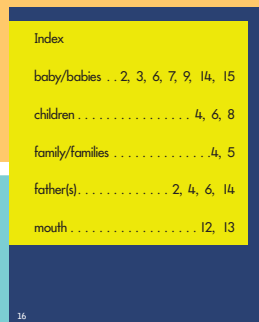 Index
baby/babies . . 2, 3, 6, 7, 9, 14, 15
children . . . . . . . . . . . . . . . . 4, 6, 8
family/families . . . . . . . . . . . . .4, 5
father(s). . . . . . . . . . . . . 2, 4, 6, 14
mouth . . . . . . . . . . . . . . . . . . 12, 13
16